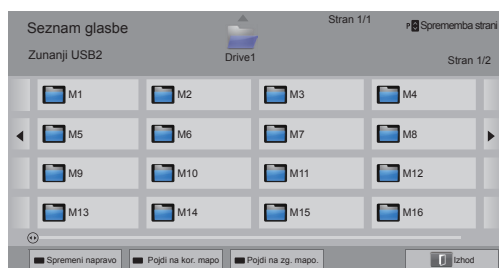 Seznam glasbe
Stran 1/1
P Sprememba strani
Zunanji USB2
Drive1
Stran 1/2
M1 M2 M3 M4
M5 M6 M7 M8
M9 M10 M11 M12
M13 M14 M15 M16
Spremeni napravo Pojdi na kor. mapo Pojdi na zg. mapo. Izhod